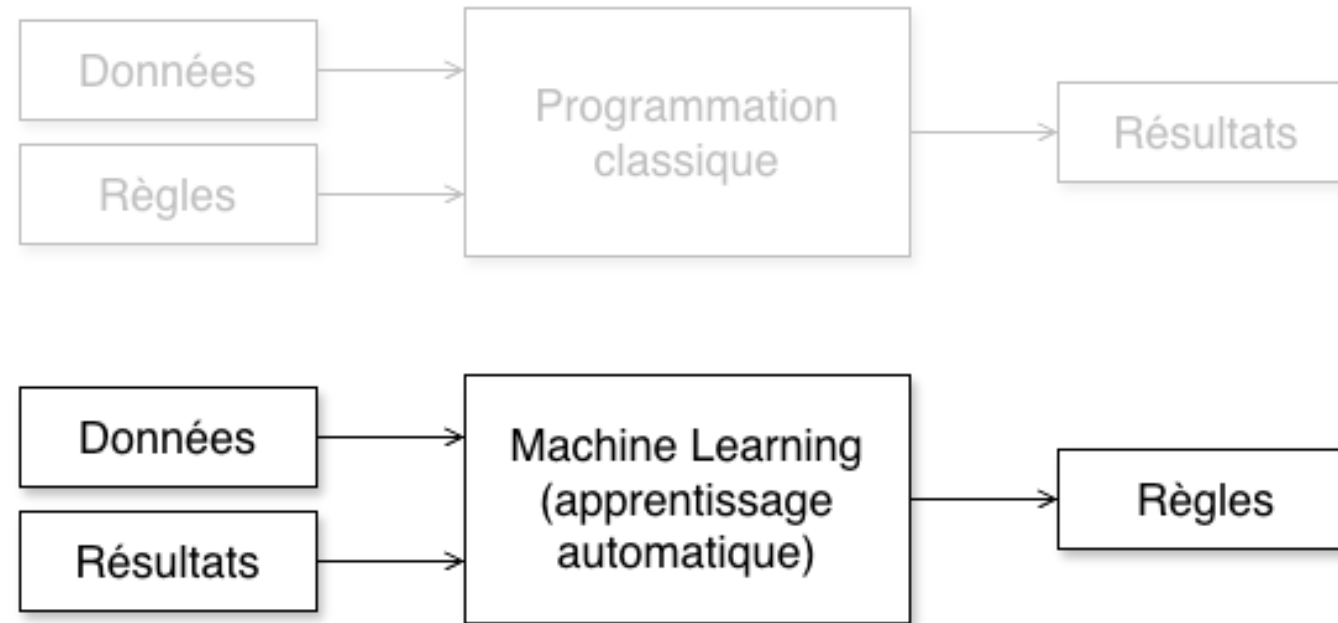 Données
Règles
Programmation
classique
Résultats
Données
Résultats
Machine Learning
(apprentissage
automatique)
Règles